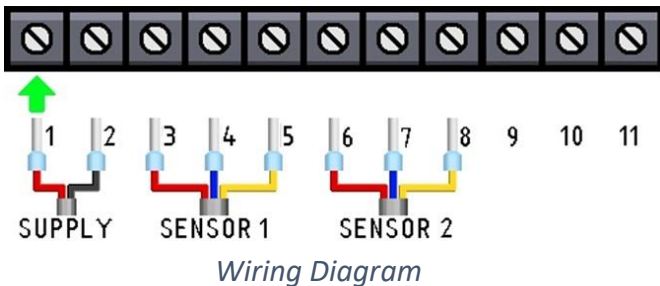 1 2 3 4 5 6 7 8 9 10 11
SUPPLY SENSOR 1 SENSOR 2
Wiring Diagram